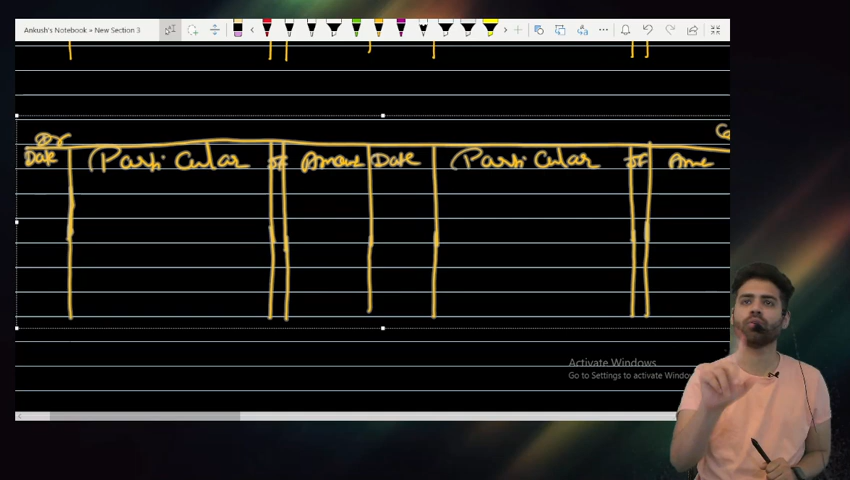 Ankush's Notebook » New Section 3
Dr
Date Particular JF Amount Date Particular JF Amo
Activate Windows
Go to Settings to activate Windows.